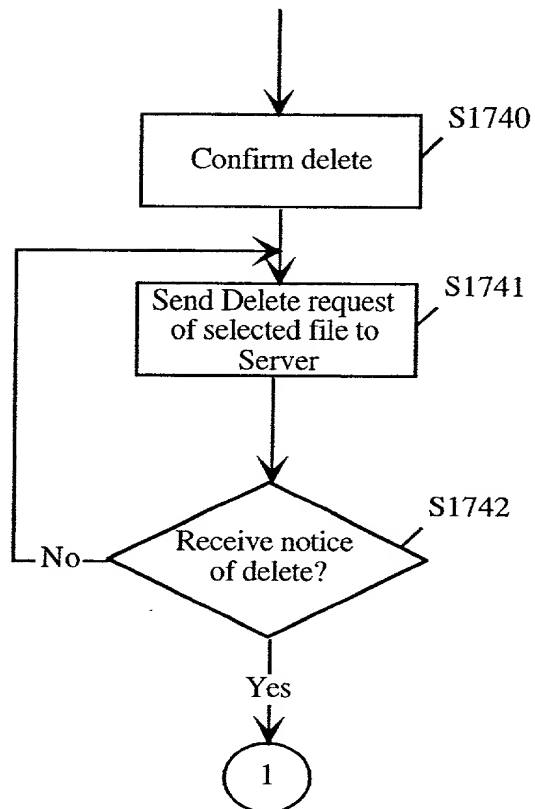 S1740
Confirm delete
S1741
Send Delete request
of selected file to
Server
S1742
Receive notice
of delete?
No
Yes
1